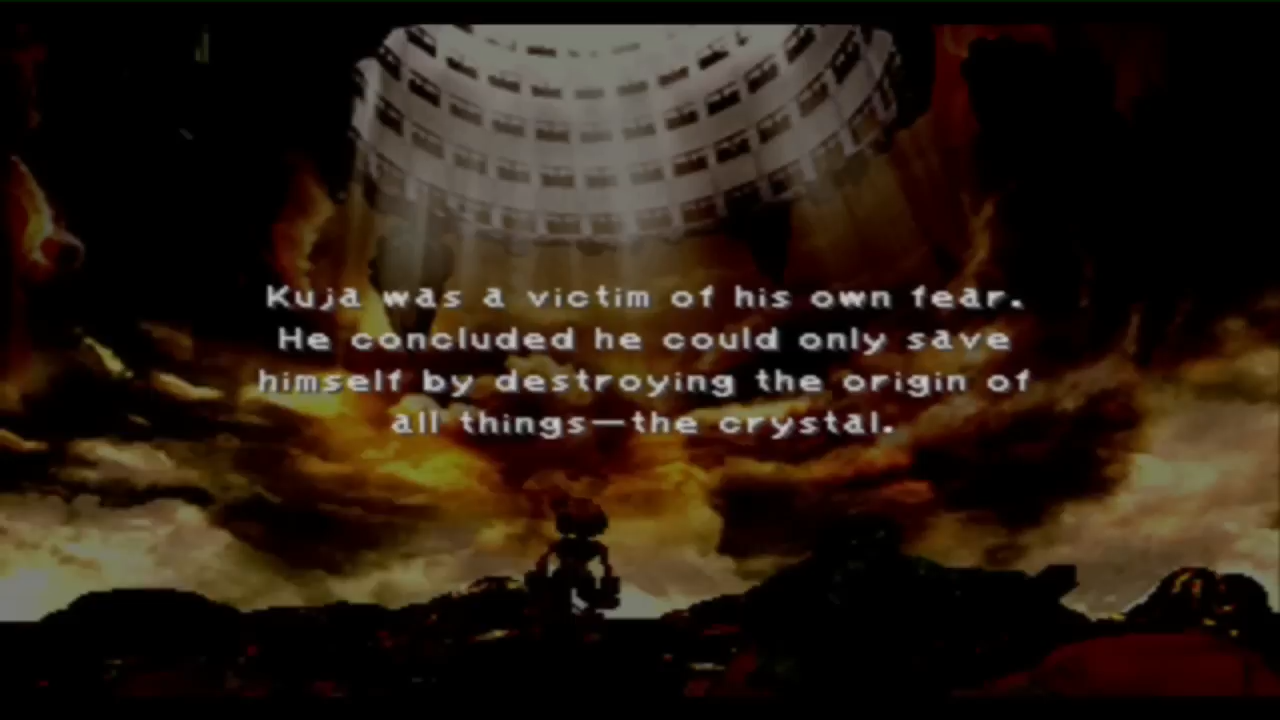 Kuja was a victim of his own fear.
He concluded he could only save
himself by destroying the origin of
all things—the crystal.